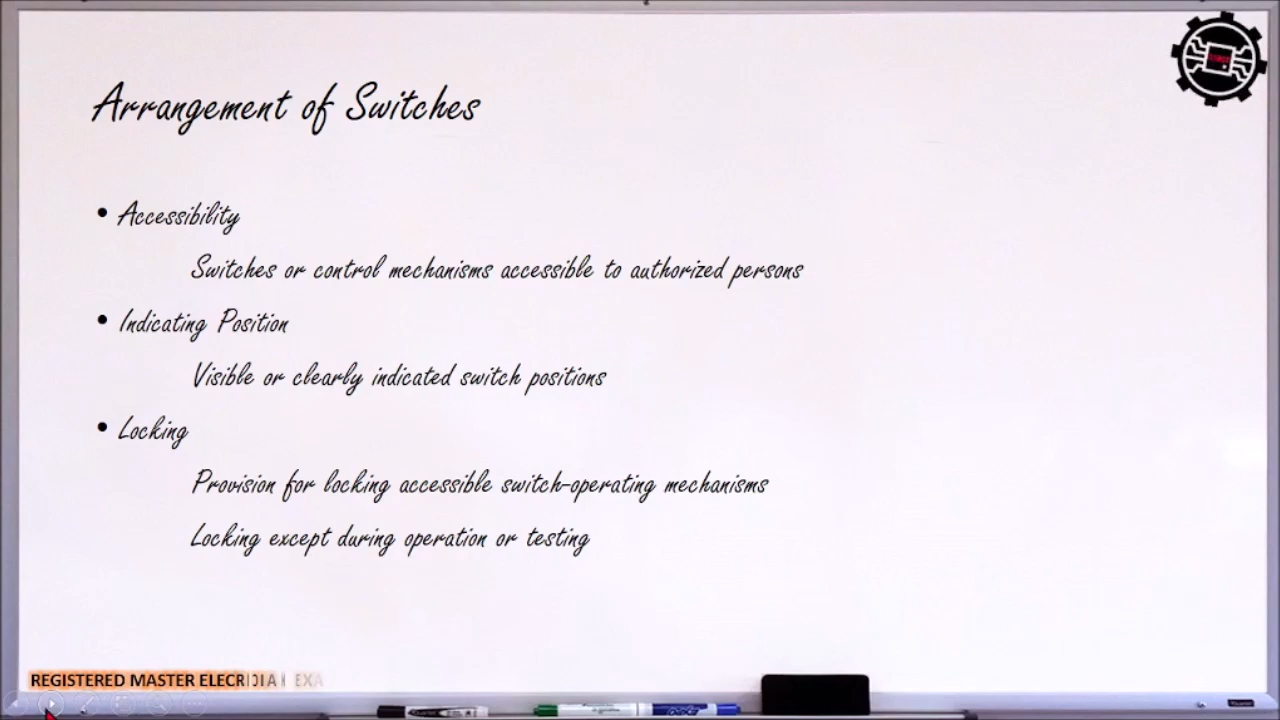 Arrangement of Switches
• Accessibility
Switches or control mechanisms accessible to authorized persons
• Indicating Position
Visible or clearly indicated switch positions
• Locking
Provision for locking accessible switch-operating mechanisms
Locking except during operation or testing
REGISTERED MASTER